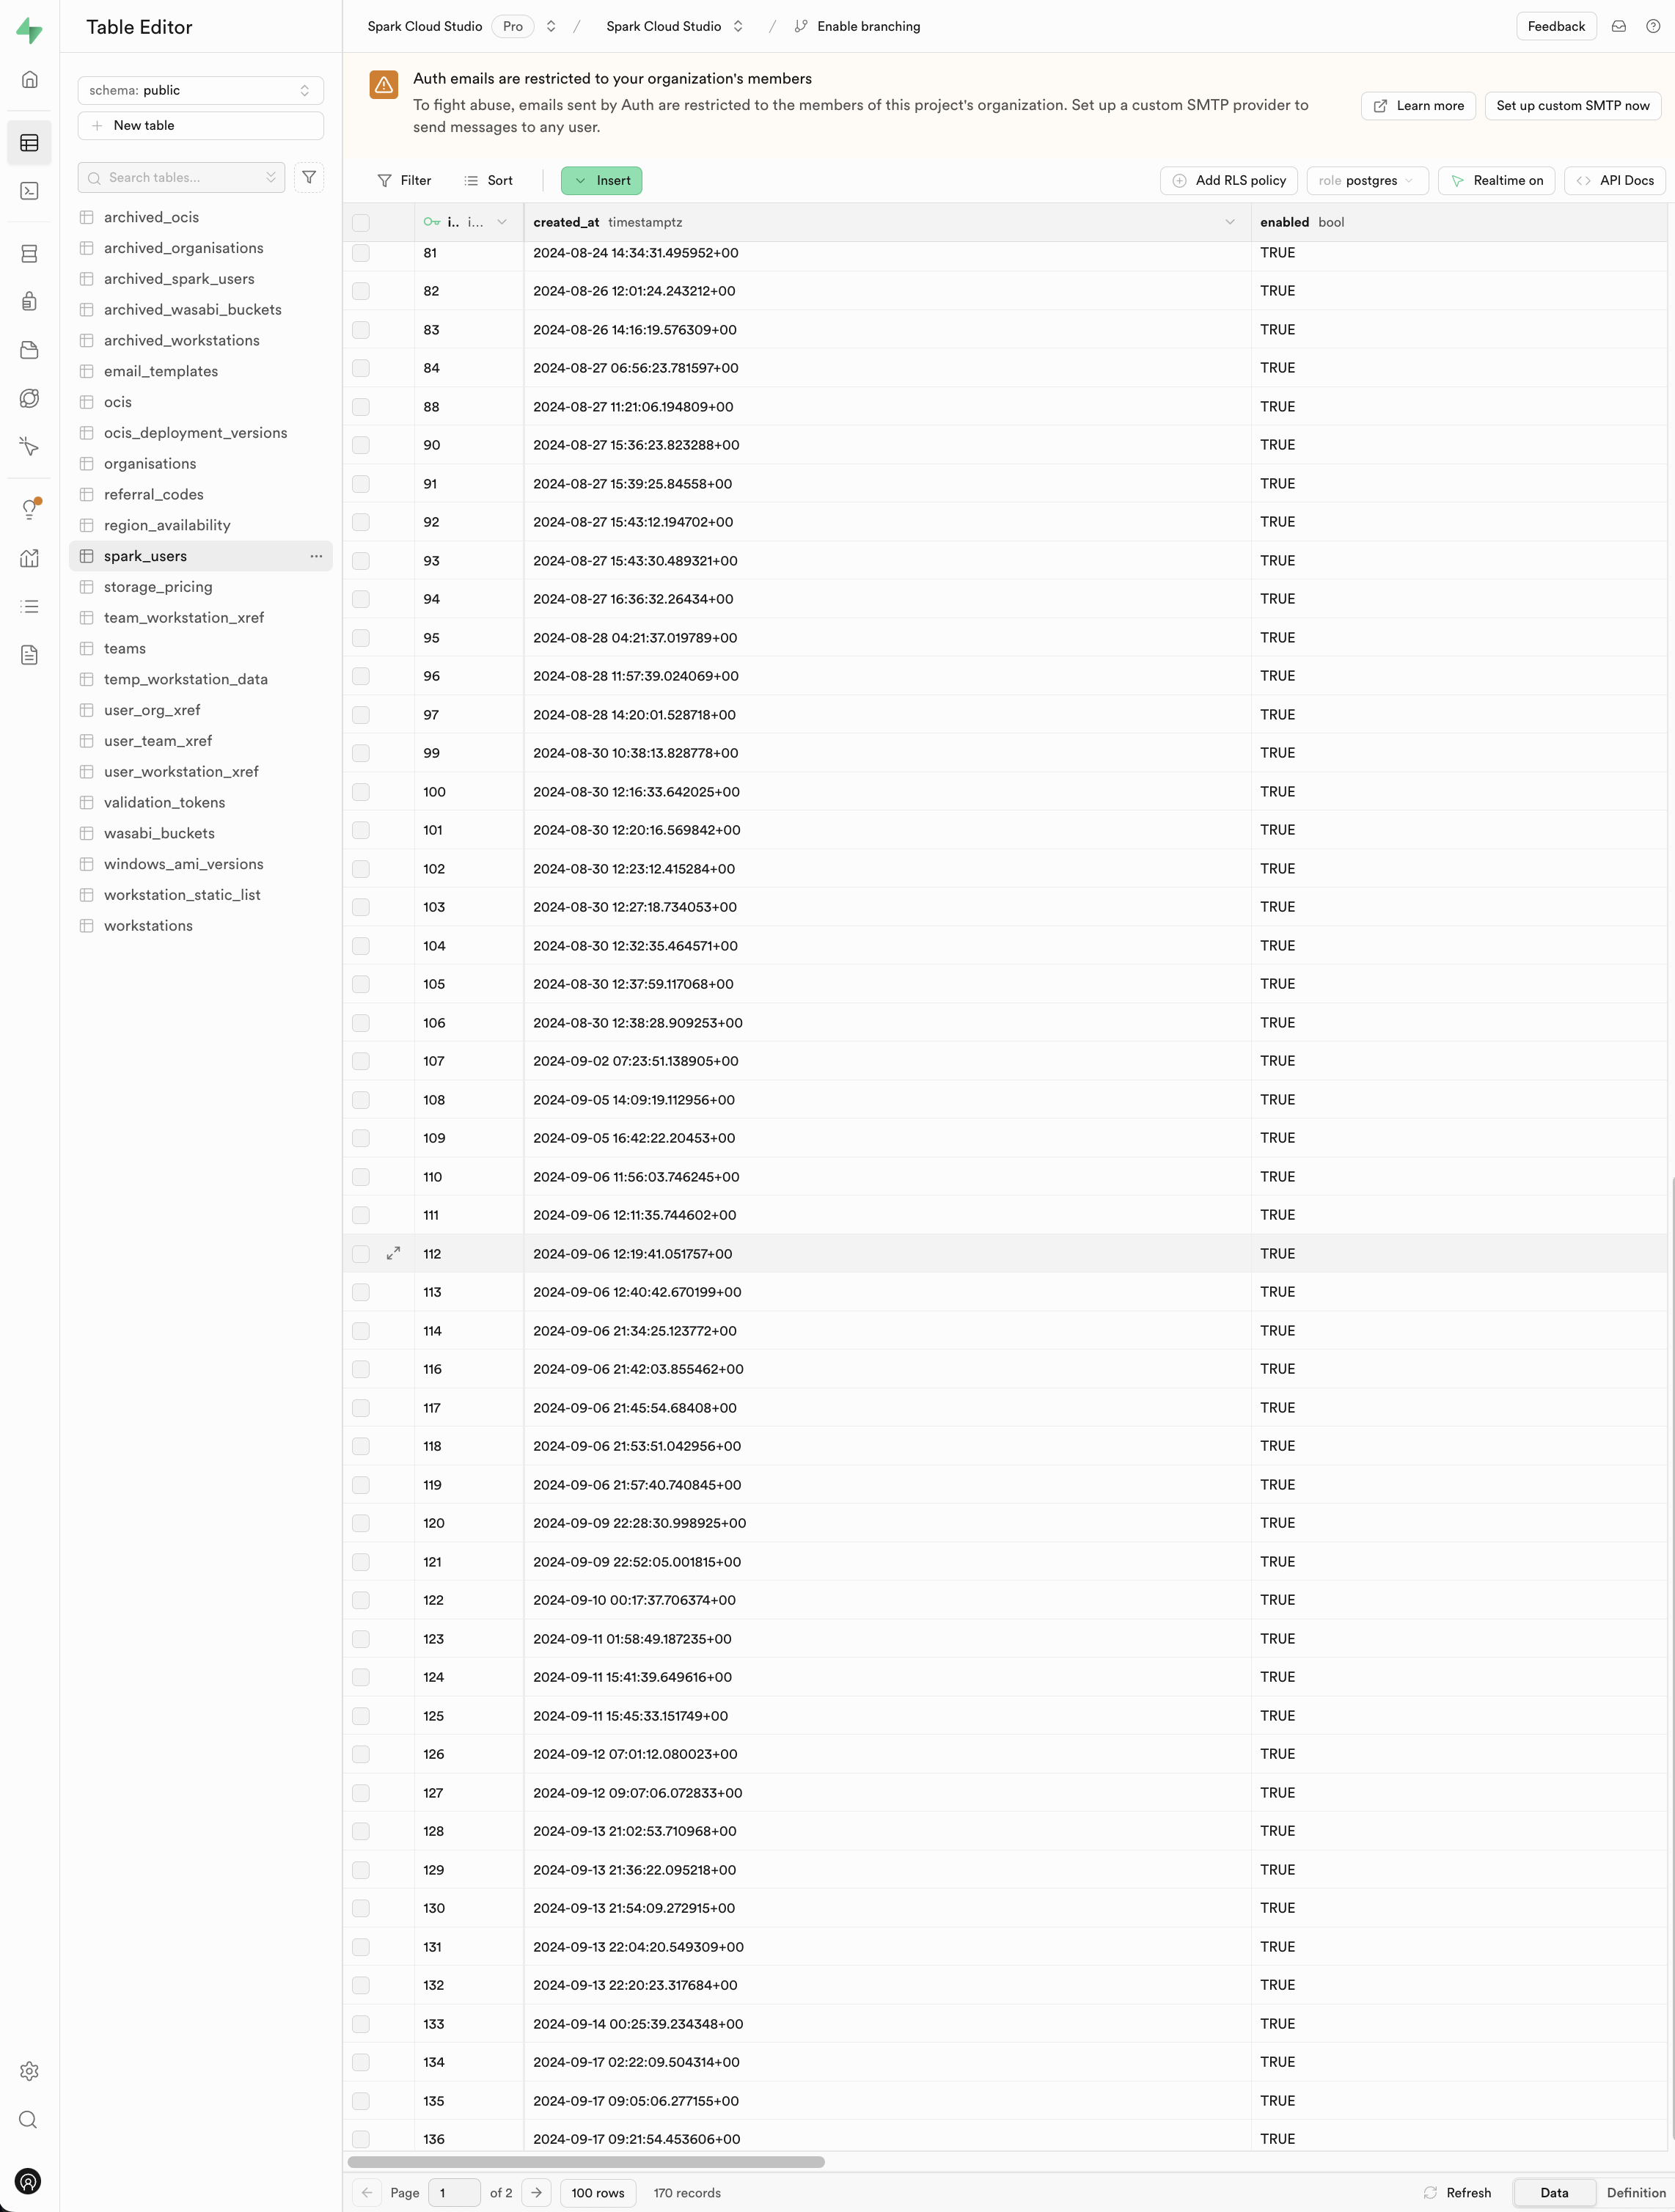 Table Editor
Spark Cloud Studio Pro / Spark Cloud Studio / Enable branching
Feedback
schema: public
New table
Search tables...
archived_ocis
archived_organisations
archived_spark_users
archived_wasabi_buckets
archived_workstations
email_templates
ocis
ocis_deployment_versions
organisations
referral_codes
region_availability
spark_users
storage_pricing
team_workstation_xref
teams
temp_workstation_data
user_org_xref
user_team_xref
user_workstation_xref
validation_tokens
wasabi_buckets
windows_ami_versions
workstation_static_list
workstations
Auth emails are restricted to your organization's members
To fight abuse, emails sent by Auth are restricted to the members of this project's organization. Set up a custom SMTP provider to
send messages to any user.
Learn more
Set up custom SMTP now
Filter Sort Insert Add RLS policy role postgres Realtime on API Docs
i.. i... created_at timestamptz enabled bool
81 2024-08-24 14:34:31.495952+00 TRUE
82 2024-08-26 12:01:24.243212+00 TRUE
83 2024-08-26 14:16:19.576309+00 TRUE
84 2024-08-27 06:56:23.781597+00 TRUE
88 2024-08-27 11:21:06.194809+00 TRUE
90 2024-08-27 15:36:23.823288+00 TRUE
91 2024-08-27 15:39:25.84558+00 TRUE
92 2024-08-27 15:43:12.194702+00 TRUE
93 2024-08-27 15:43:30.489321+00 TRUE
94 2024-08-27 16:36:32.26434+00 TRUE
95 2024-08-28 04:21:37.019789+00 TRUE
96 2024-08-28 11:57:39.024069+00 TRUE
97 2024-08-28 14:20:01.528718+00 TRUE
99 2024-08-30 10:38:13.828778+00 TRUE
100 2024-08-30 12:16:33.642025+00 TRUE
101 2024-08-30 12:20:16.569842+00 TRUE
102 2024-08-30 12:23:12.415284+00 TRUE
103 2024-08-30 12:27:18.734053+00 TRUE
104 2024-08-30 12:32:35.464571+00 TRUE
105 2024-08-30 12:37:59.117068+00 TRUE
106 2024-08-30 12:38:28.909253+00 TRUE
107 2024-09-02 07:23:51.138905+00 TRUE
108 2024-09-05 14:09:19.112956+00 TRUE
109 2024-09-05 16:42:22.20453+00 TRUE
110 2024-09-06 11:56:03.746245+00 TRUE
111 2024-09-06 12:11:35.744602+00 TRUE
112 2024-09-06 12:19:41.051757+00 TRUE
113 2024-09-06 12:40:42.670199+00 TRUE
114 2024-09-06 21:34:25.123772+00 TRUE
116 2024-09-06 21:42:03.855462+00 TRUE
117 2024-09-06 21:45:54.68408+00 TRUE
118 2024-09-06 21:53:51.042956+00 TRUE
119 2024-09-06 21:57:40.740845+00 TRUE
120 2024-09-09 22:28:30.998925+00 TRUE
121 2024-09-09 22:52:05.001815+00 TRUE
122 2024-09-10 00:17:37.706374+00 TRUE
123 2024-09-11 01:58:49.187235+00 TRUE
124 2024-09-11 15:41:39.649616+00 TRUE
125 2024-09-11 15:45:33.151749+00 TRUE
126 2024-09-12 07:01:12.080023+00 TRUE
127 2024-09-12 09:07:06.072833+00 TRUE
128 2024-09-13 21:02:53.710968+00 TRUE
129 2024-09-13 21:36:22.095218+00 TRUE
130 2024-09-13 21:54:09.272915+00 TRUE
131 2024-09-13 22:04:20.549309+00 TRUE
132 2024-09-13 22:20:23.317684+00 TRUE
133 2024-09-14 00:25:39.234348+00 TRUE
134 2024-09-17 02:22:09.504314+00 TRUE
135 2024-09-17 09:05:06.277155+00 TRUE
136 2024-09-17 09:21:54.453606+00 TRUE
Page 1 of 2 100 rows 170 records Refresh Data Definition